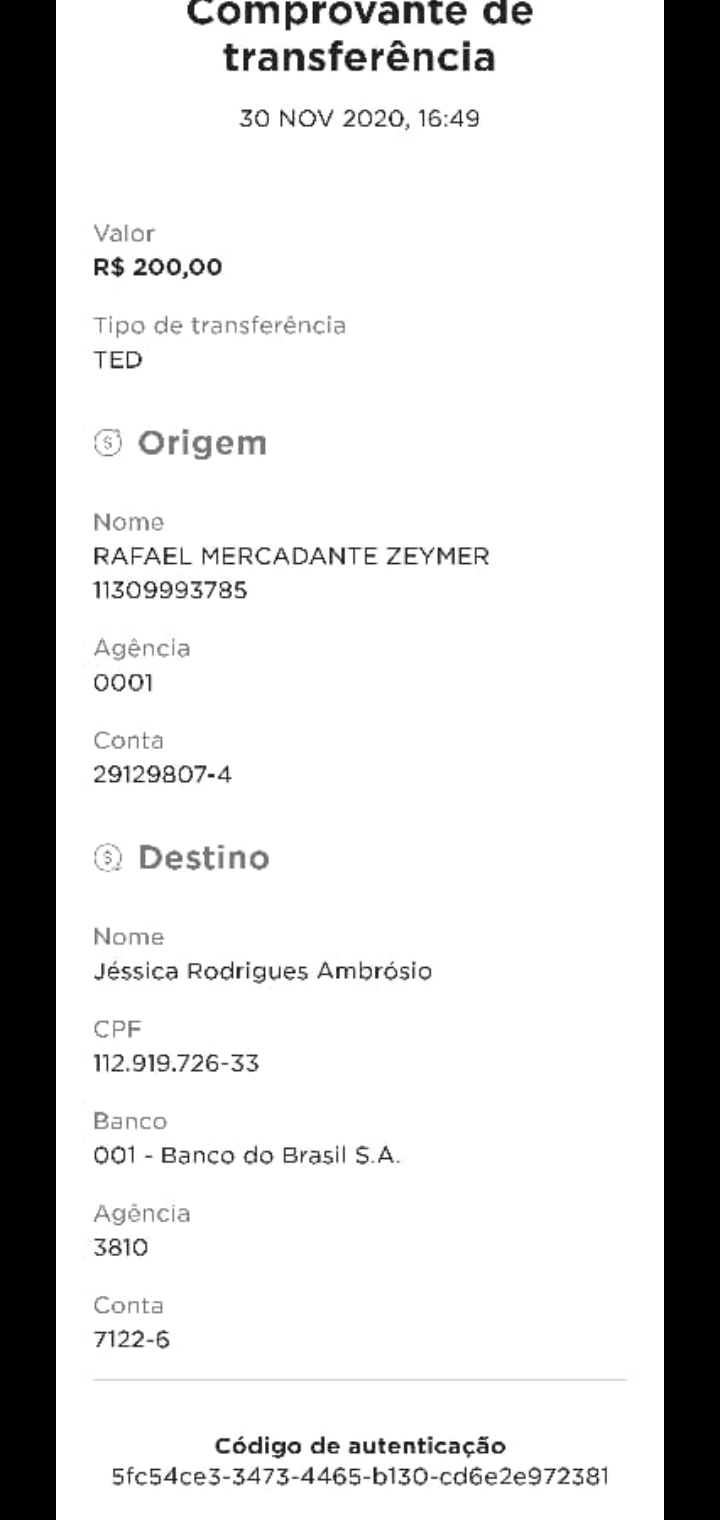 Comprovante de
transferência
30 NOV 2020, 16:49
Valor
R$ 200,00
Tipo de transferência
TED
Origem
Nome
RAFAEL MERCADANTE ZEYMER
11309993785
Agência
0001
Conta
29129807-4
Destino
Nome
Jéssica Rodrigues Ambrósio
CPF
112.919.726-33
Banco
001 - Banco do Brasil S.A.
Agência
3810
Conta
7122-6
Código de autenticação
5fc54ce3-3473-4465-b130-cd6e2e972381